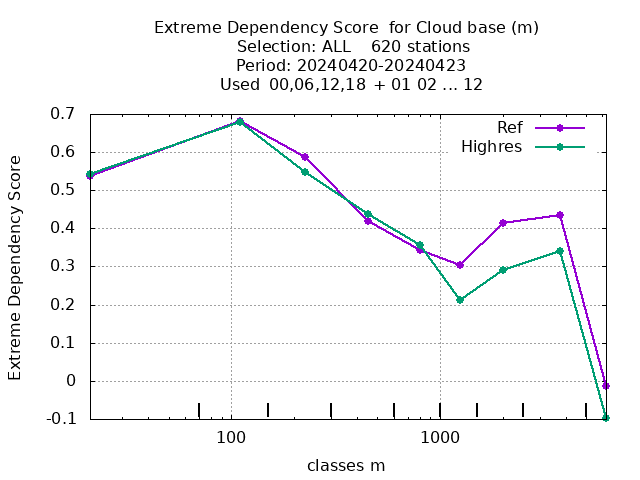 Extreme Dependency Score  for Cloud base (m)
Selection: ALL    620 stations
Period: 20240420-20240423
Used  00,06,12,18  + 01 02 ... 12
Extreme Dependency Score
0.7
0.6
0.5
0.4
0.3
0.2
0.1
0
-0.1
Ref
Highres
100
1000
classes m